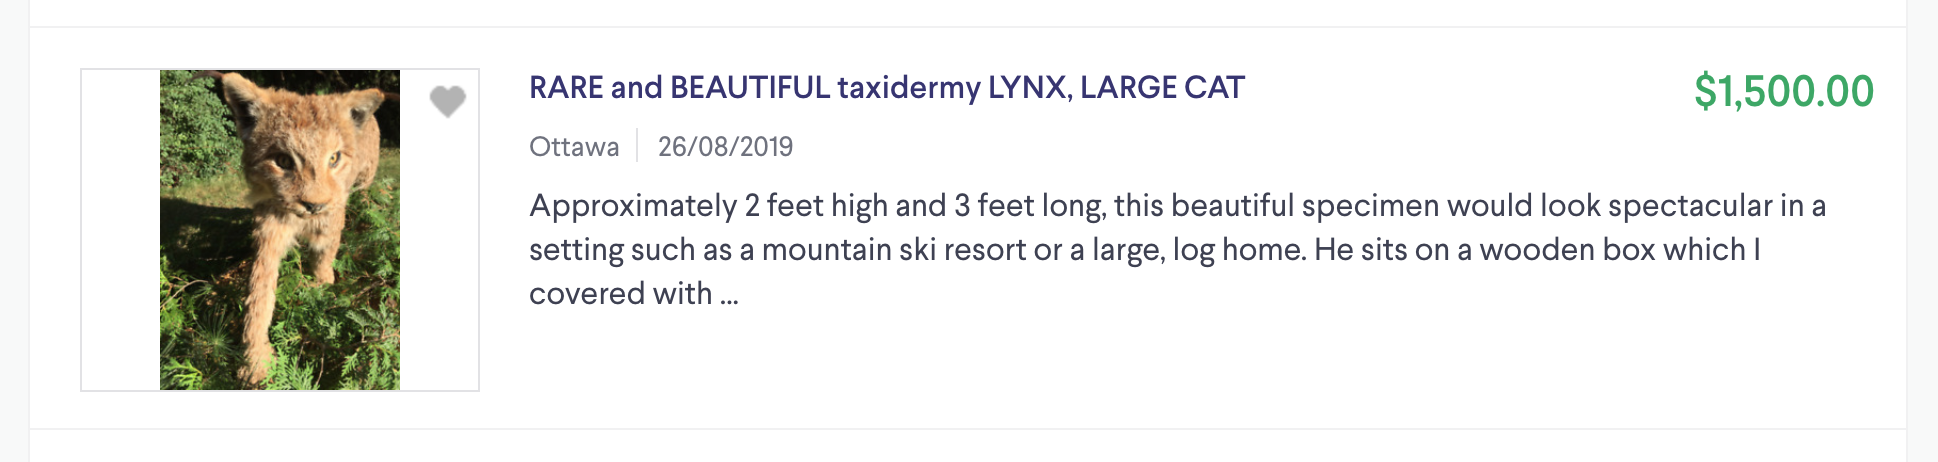 RARE and BEAUTIFUL taxidermy LYNX, LARGE CAT
$1,500.00
Ottawa | 26/08/2019
Approximately 2 feet high and 3 feet long, this beautiful specimen would look spectacular in a
setting such as a mountain ski resort or a large, log home. He sits on a wooden box which I
covered with ...